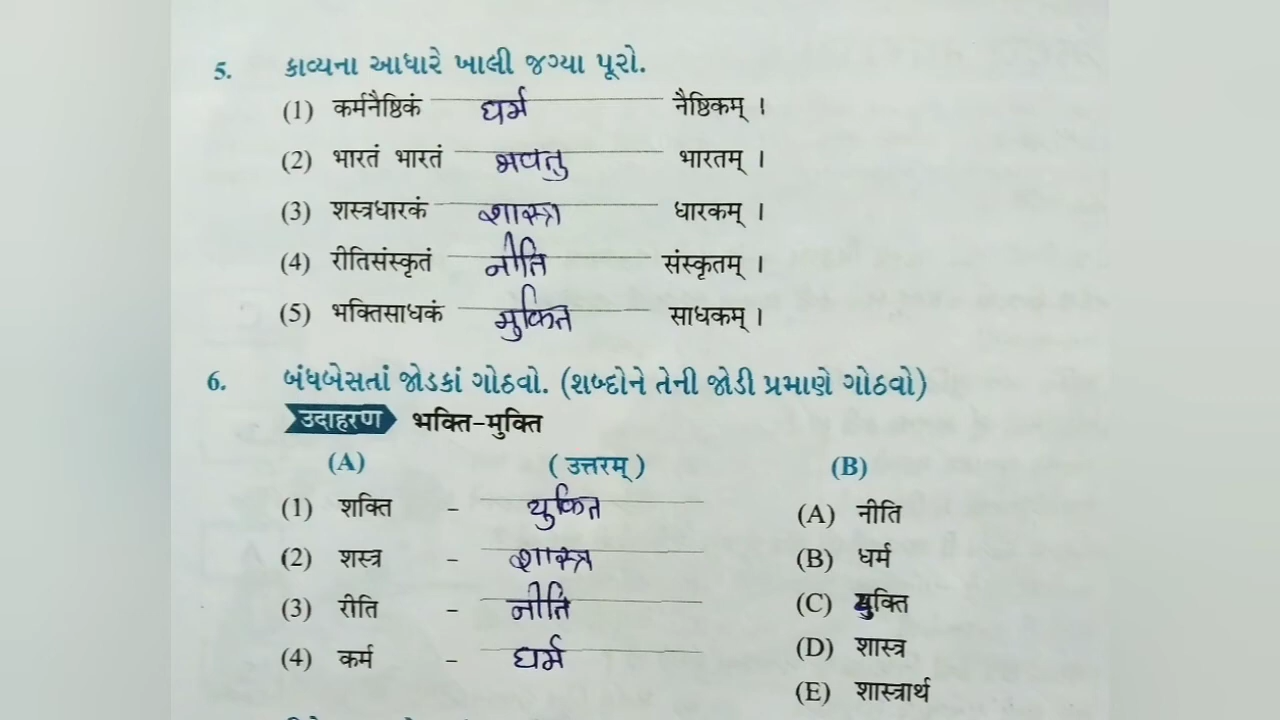 5. કાવ્યના આધારે ખાલી જગ્યા પૂરો.
(1) कर्मनैष्ठिकं धर्म नैष्ठिकम् ।
(2) भारतं भारतं भवतु भारतम् ।
(3) शस्त्रधारकं शास्त्र धारकम् ।
(4) रीतिसंस्कृतं नीति संस्कृतम् ।
(5) भक्तिसाधकं मुक्ति साधकम् ।
6. બંધબેસતાં જોડકાં ગોઠવો. (શબ્દોને તેની જોડી પ્રમાણે ગોઠવો)
उदाहरण भक्ति-मुक्ति
(A) (उत्तरम्) (B)
(1) शक्ति - युक्ति (A) नीति
(2) शस्त्र - शास्त्र (B) धर्म
(3) रीति - नीति (C) युक्ति
(4) कर्म - धर्म (D) शास्त्र
(E) शास्त्रार्थ